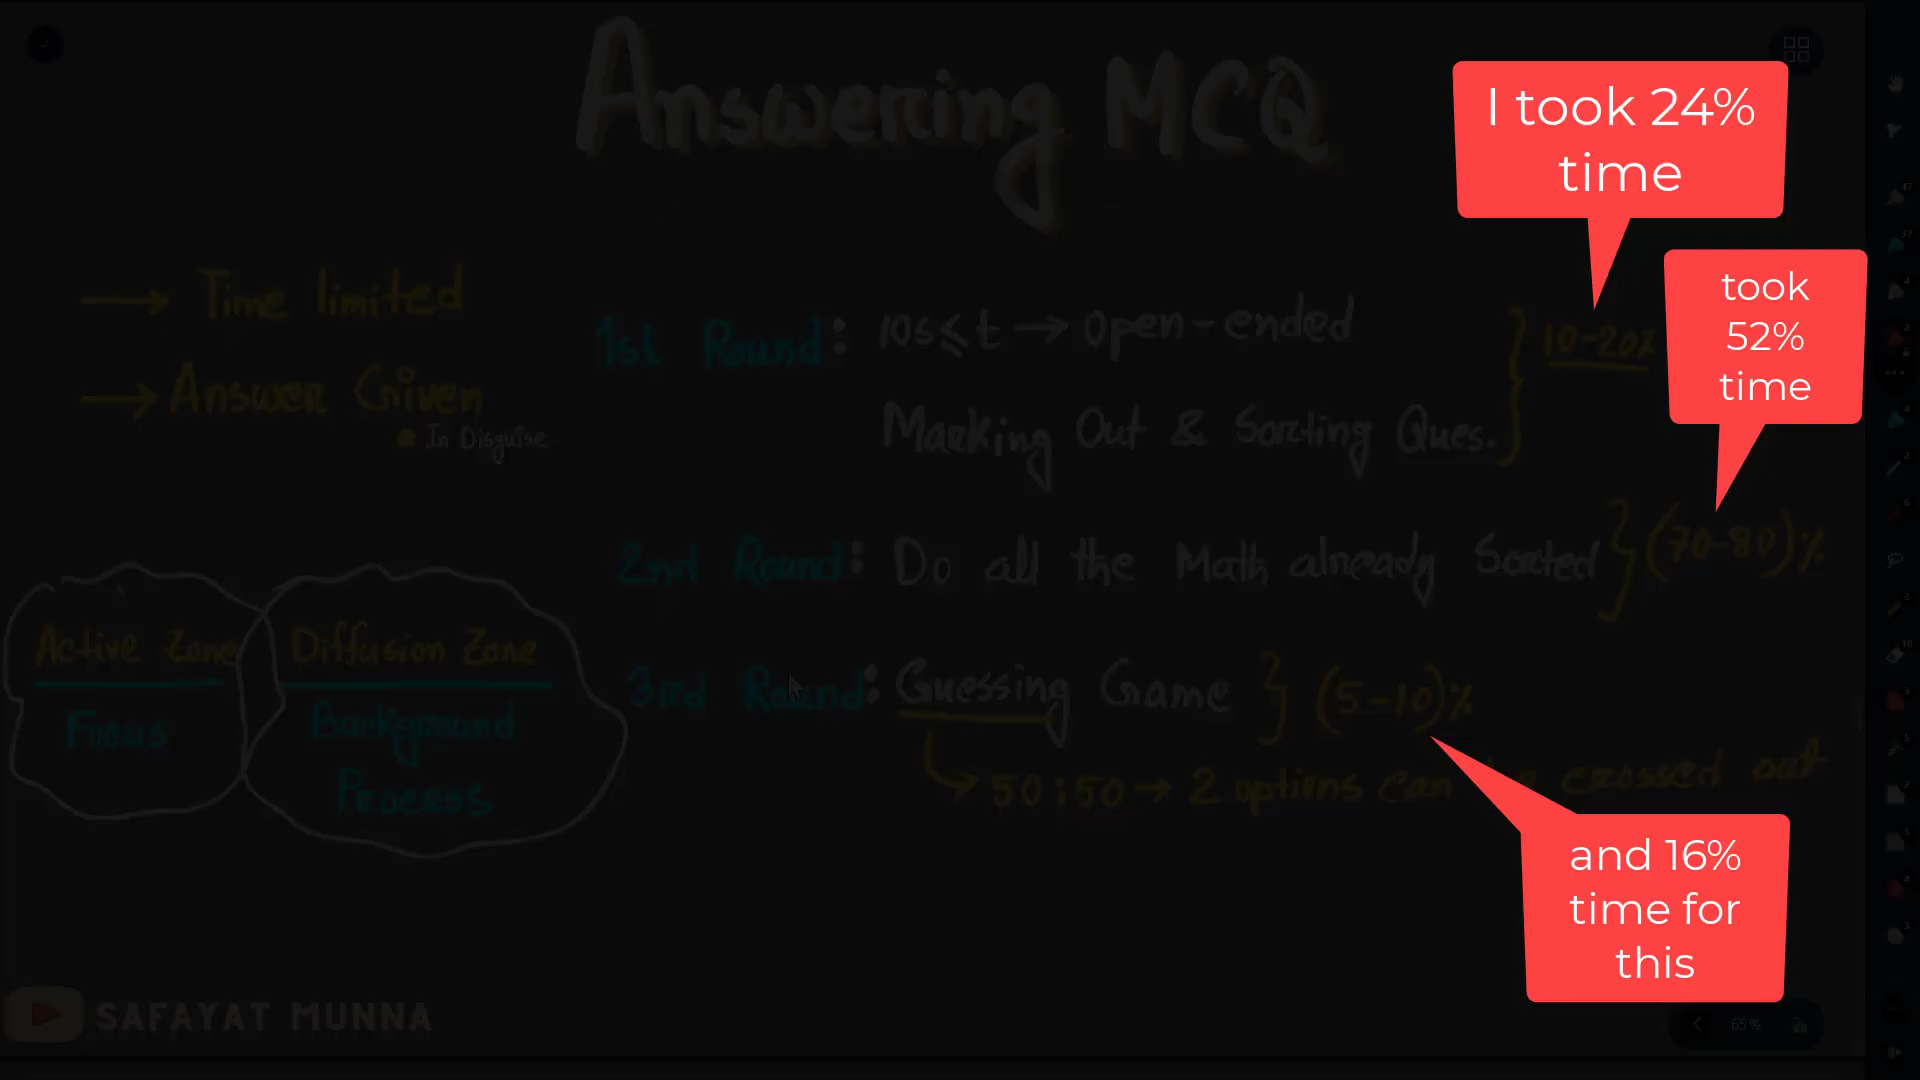 Answering MCQ
I took 24%
time
→ Time limited
→ Answer Given
• In Disguise
1st Round: 10s ⩽ t → open-ended
Marking Out & Sorting Ques.
10-20%
took
52%
time
2nd Round: Do all the Math already Sorted
(70-80)%
Active Zone
Focus
Diffusion Zone
Background
Process
3rd Round: Guessing Game } (5-10)%
↳ 50:50 → 2 options can crossed out
and 16%
time for
this
SAFAYAT MUNNA
65%